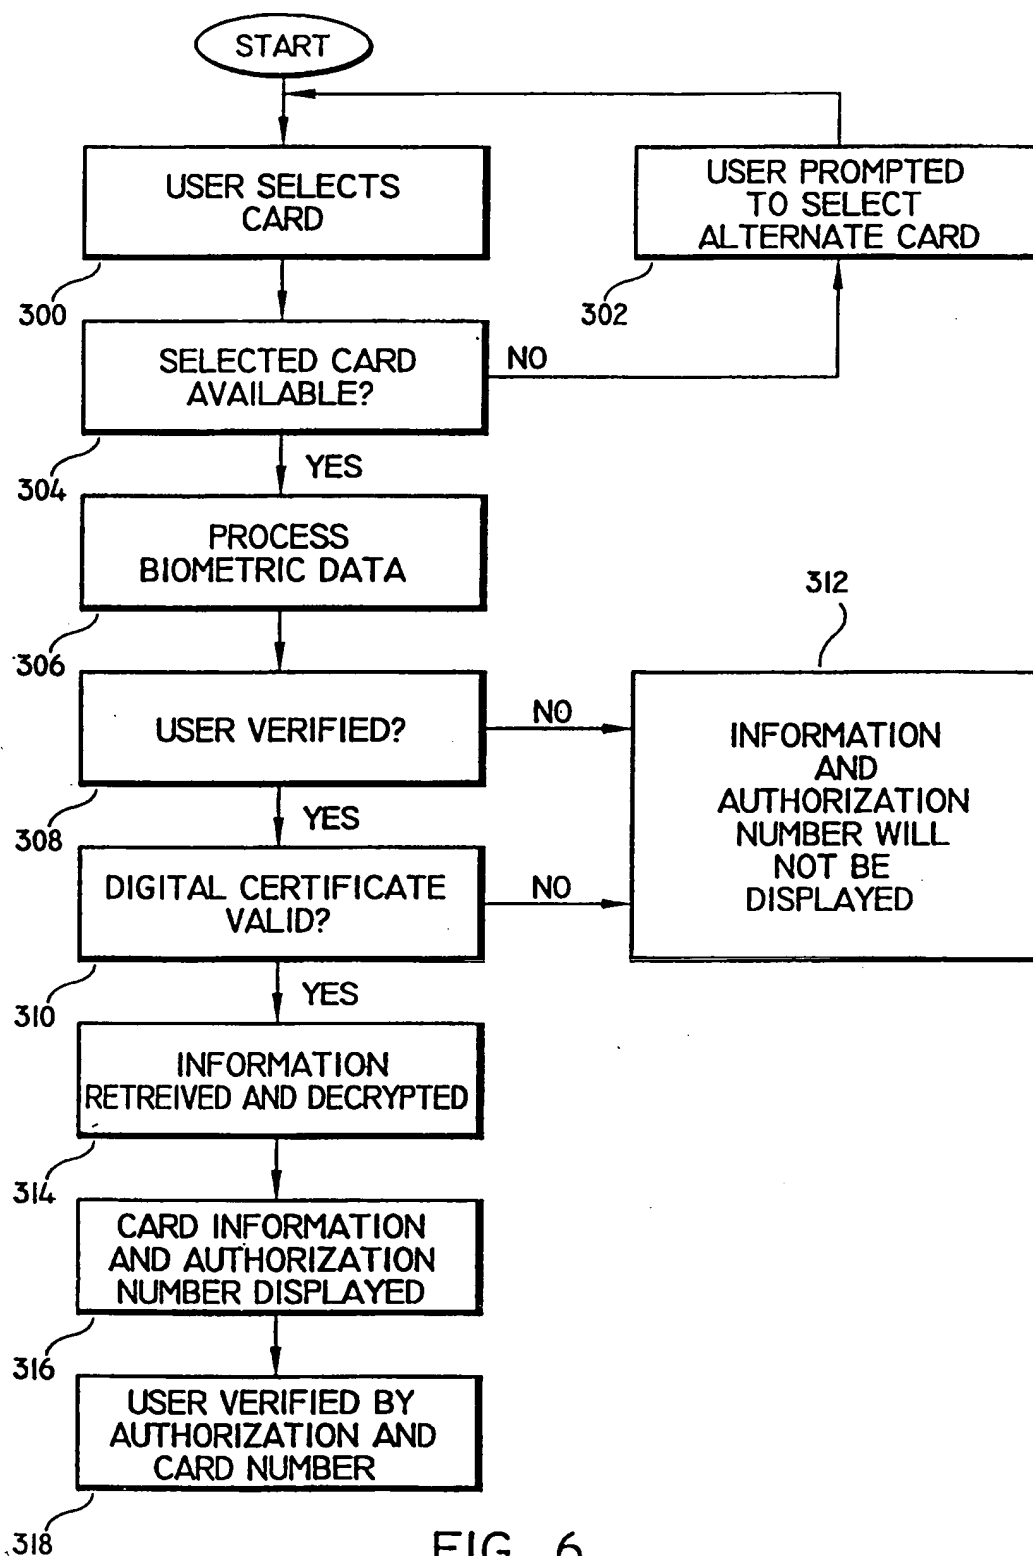 START
USER SELECTS
CARD
300
USER PROMPTED
TO SELECT
ALTERNATE CARD
302
SELECTED CARD
AVAILABLE?
NO
304
YES
PROCESS
BIOMETRIC DATA
306
312
USER VERIFIED?
NO
308
YES
INFORMATION
AND
AUTHORIZATION
NUMBER WILL
NOT BE
DISPLAYED
DIGITAL CERTIFICATE
VALID?
NO
310
YES
INFORMATION
RETREIVED AND DECRYPTED
314
CARD INFORMATION
AND AUTHORIZATION
NUMBER DISPLAYED
316
USER VERIFIED BY
AUTHORIZATION AND
CARD NUMBER
318
FIG. 6